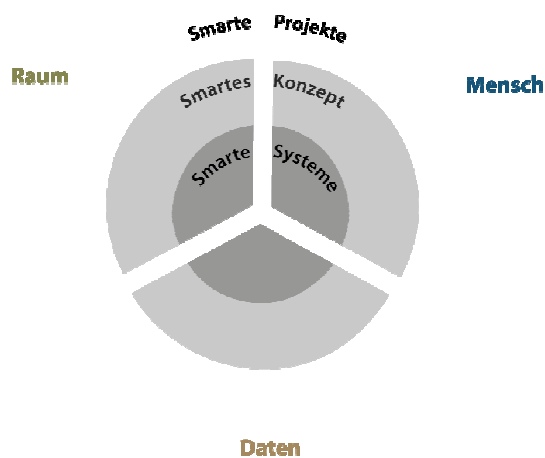 Smarte Projekte
Raum
Mensch
Smartes Konzept
Smarte Systeme
Daten